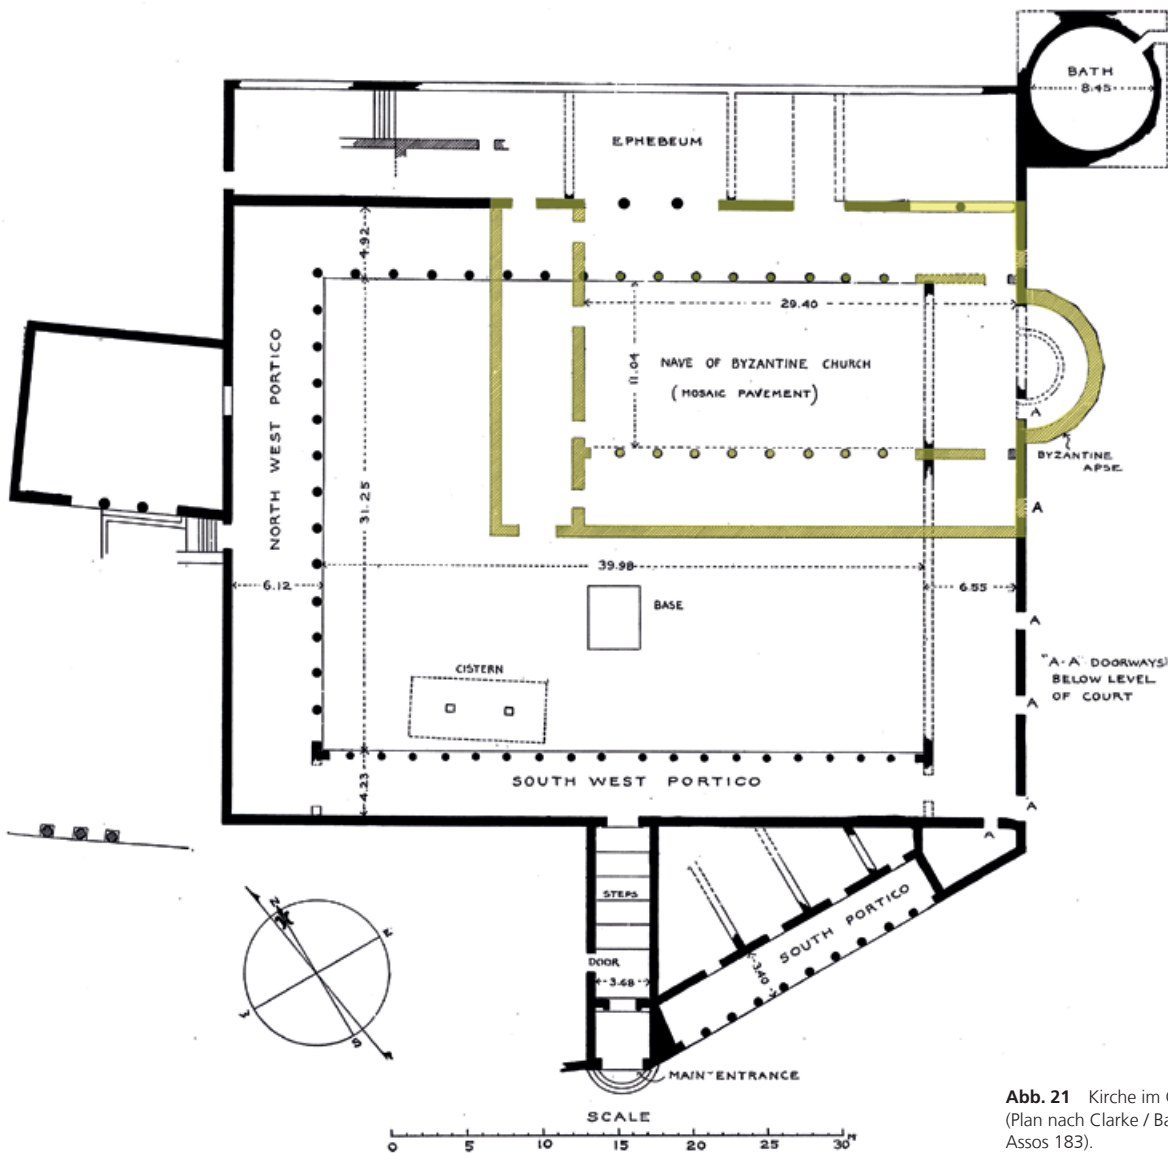 BATH
8.45
EPHEBEUM
4.92
29.40
11.04
NAVE OF BYZANTINE CHURCH
(MOSAIC PAVEMENT)
NORTH WEST PORTICO
A
BYZANTINE
APSE
31.25
A
39.98
6.12
6.55
BASE
A
CISTERN
"A-A" DOORWAYS
BELOW LEVEL
OF COURT
A
SOUTH WEST PORTICO
4.23
A
A
STEPS
SOUTH PORTICO
DOOR
3.68
3.40
N
E
S
MAIN ENTRANCE
SCALE
0 5 10 15 20 25 30 M
Abb. 21 Kirche im
(Plan nach Clarke / Ba
Assos 183).